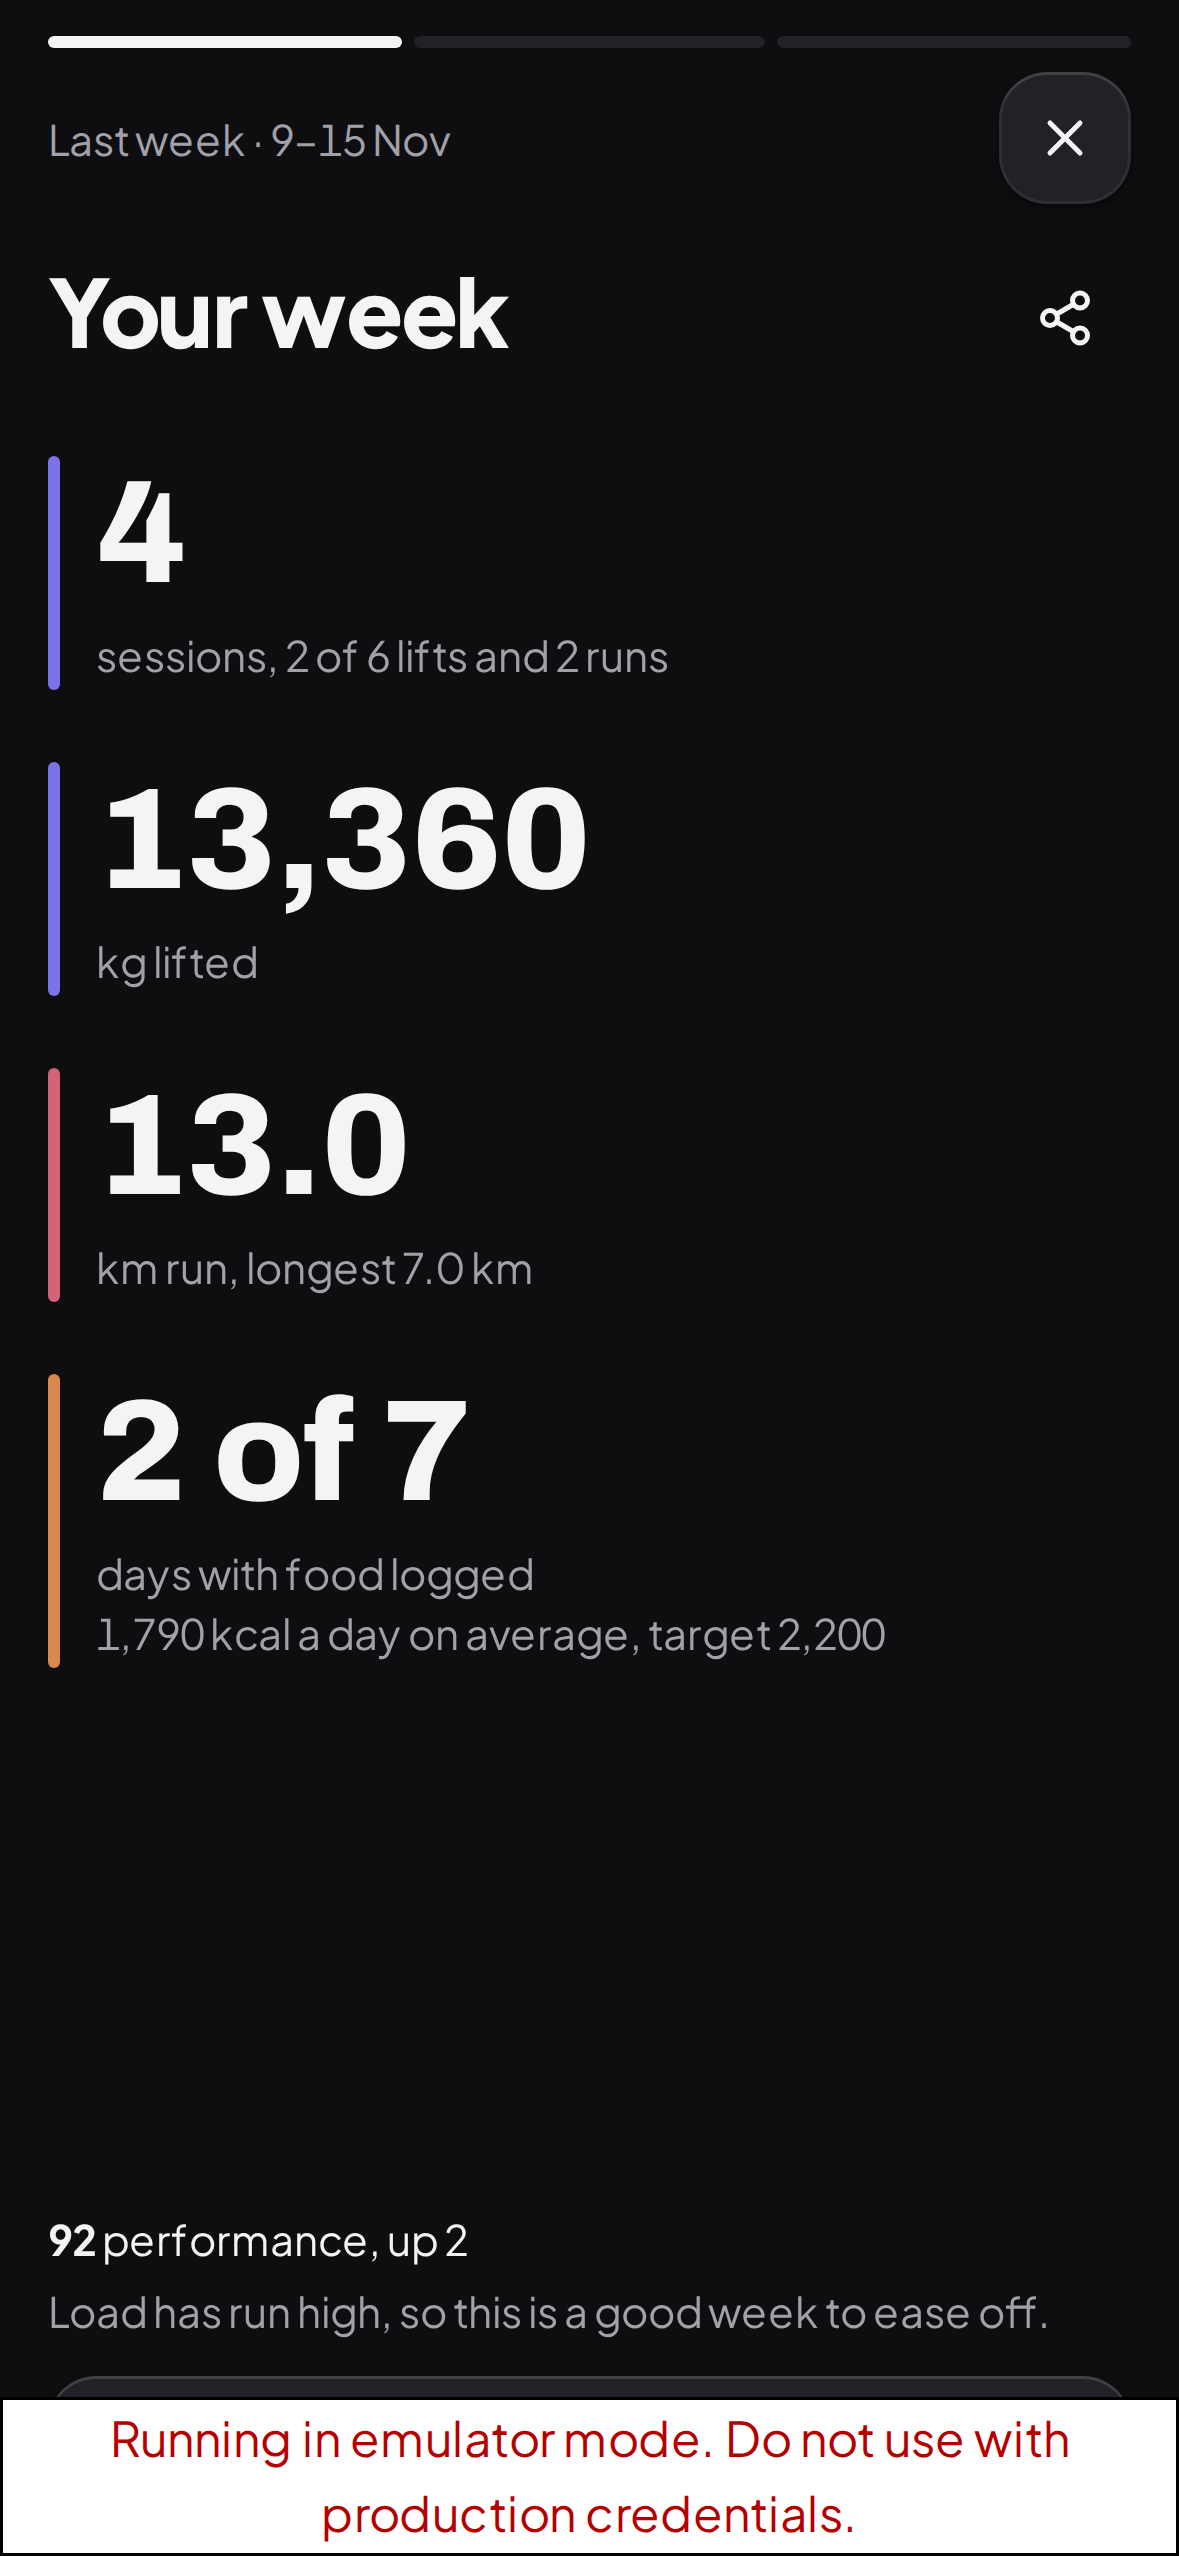 Last week · 9–15 Nov
Your week
4
sessions, 2 of 6 lifts and 2 runs
13,360
kg lifted
13.0
km run, longest 7.0 km
2 of 7
days with food logged
1,790 kcal a day on average, target 2,200
92 performance, up 2
Load has run high, so this is a good week to ease off.
Running in emulator mode. Do not use with
production credentials.